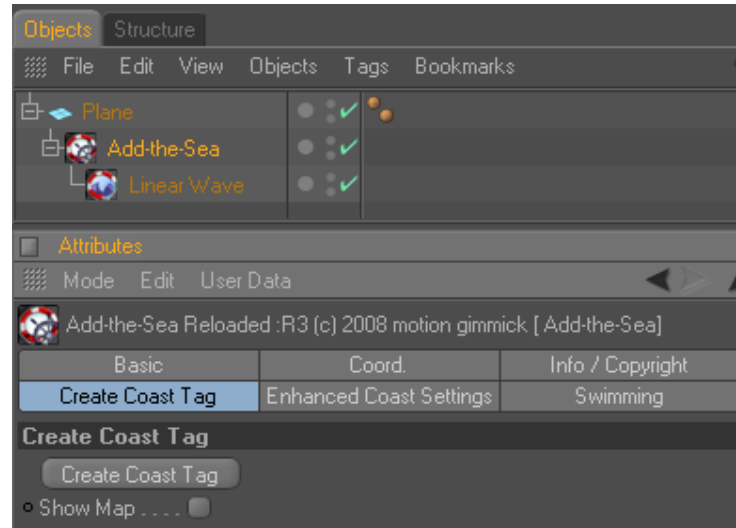 Objects Structure
File Edit View Objects Tags Bookmarks
Plane
Add-the-Sea
Linear Wave
Attributes
Mode Edit User Data
Add-the-Sea Reloaded :R3 (c) 2008 motion gimmick [ Add-the-Sea]
Basic Coord. Info / Copyright
Create Coast Tag Enhanced Coast Settings Swimming
Create Coast Tag
Create Coast Tag
Show Map . . . .